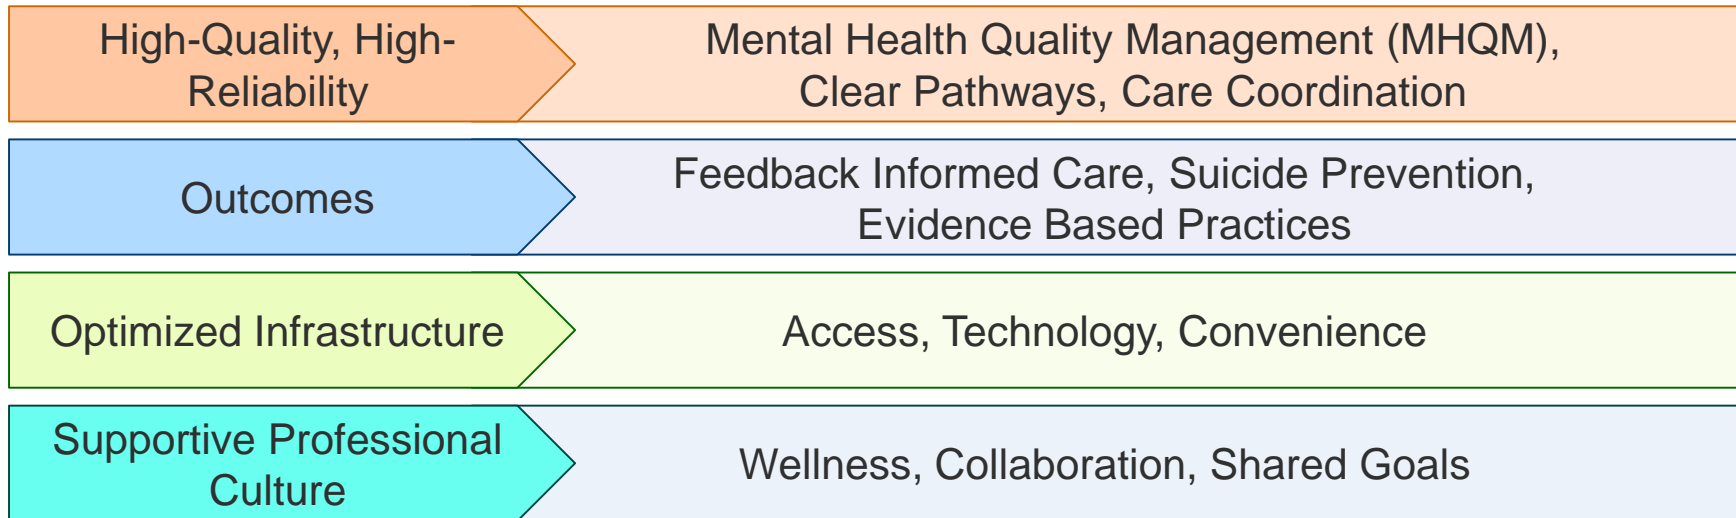 High-Quality, High-
Reliability
Mental Health Quality Management (MHQM),
Clear Pathways, Care Coordination
Outcomes
Feedback Informed Care, Suicide Prevention,
Evidence Based Practices
Optimized Infrastructure
Access, Technology, Convenience
Supportive Professional
Culture
Wellness, Collaboration, Shared Goals